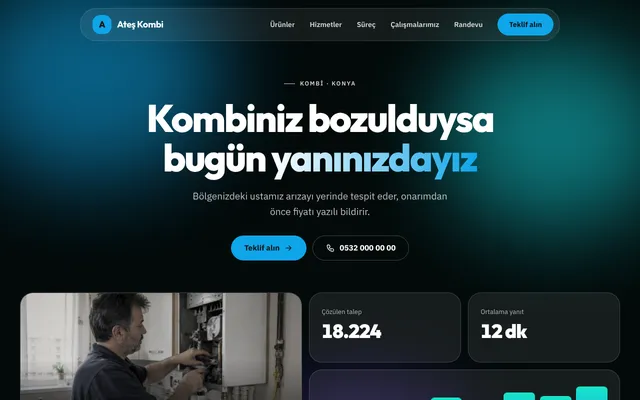 A Ateş Kombi Ürünler Hizmetler Süreç Çalışmalarımız Randevu Teklif alın
KOMBİ · KONYA
Kombiniz bozulduysa
bugün yanınızdayız
Bölgenizdeki ustamız arızayı yerinde tespit eder, onarımdan
önce fiyatı yazılı bildirir.
Teklif alın → 0532 000 00 00
Çözülen talep
18.224
Ortalama yanıt
12 dk